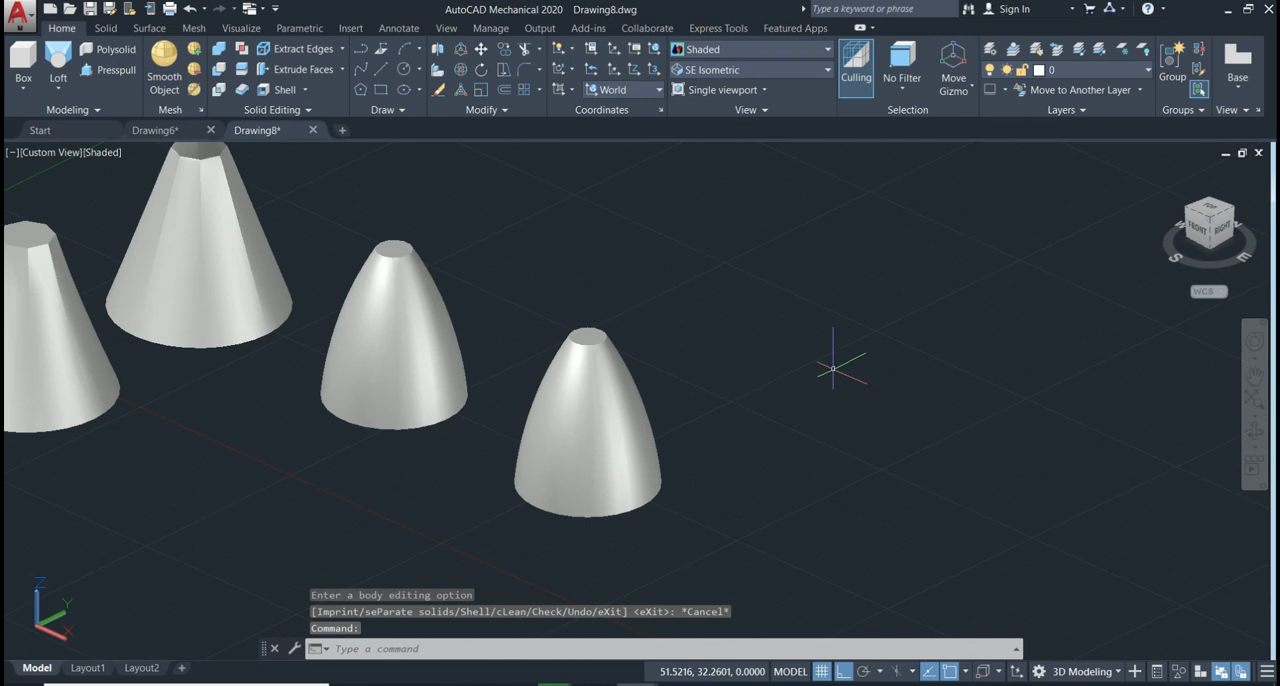 AutoCAD Mechanical 2020 Drawing8.dwg
Type a keyword or phrase
Sign In
Home Solid Surface Mesh Visualize Parametric Insert Annotate View Manage Output Add-ins Collaborate Express Tools Featured Apps
Box
Loft
Polysolid
Presspull
Modeling
Smooth
Object
Mesh
Extract Edges
Extrude Faces
Shell
Solid Editing
Draw
Modify
World
Coordinates
Shaded
SE Isometric
Single viewport
View
Culling
No Filter
Move
Gizmo
Selection
0
Move to Another Layer
Layers
Group
Groups
Base
View
Start
Drawing6*
Drawing8*
[−][Custom View][Shaded]
TOP
FRONT
RIGHT
W
N
S
E
WCS
Z
Y
X
Enter a body editing option
[Imprint/seParate solids/Shell/cLean/Check/Undo/eXit] <eXit>: *Cancel*
Command:
Type a command
Model
Layout1
Layout2
51.5216, 32.2601, 0.0000
MODEL
3D Modeling